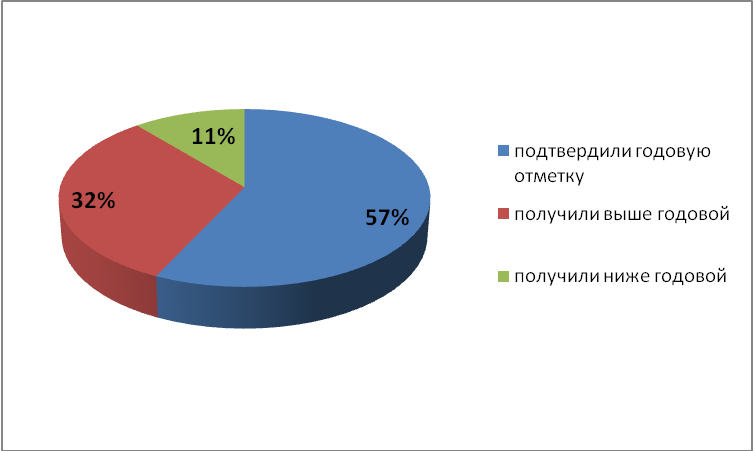 11%
32%
57%
подтвердили годовую
отметку
получили выше годовой
получили ниже годовой